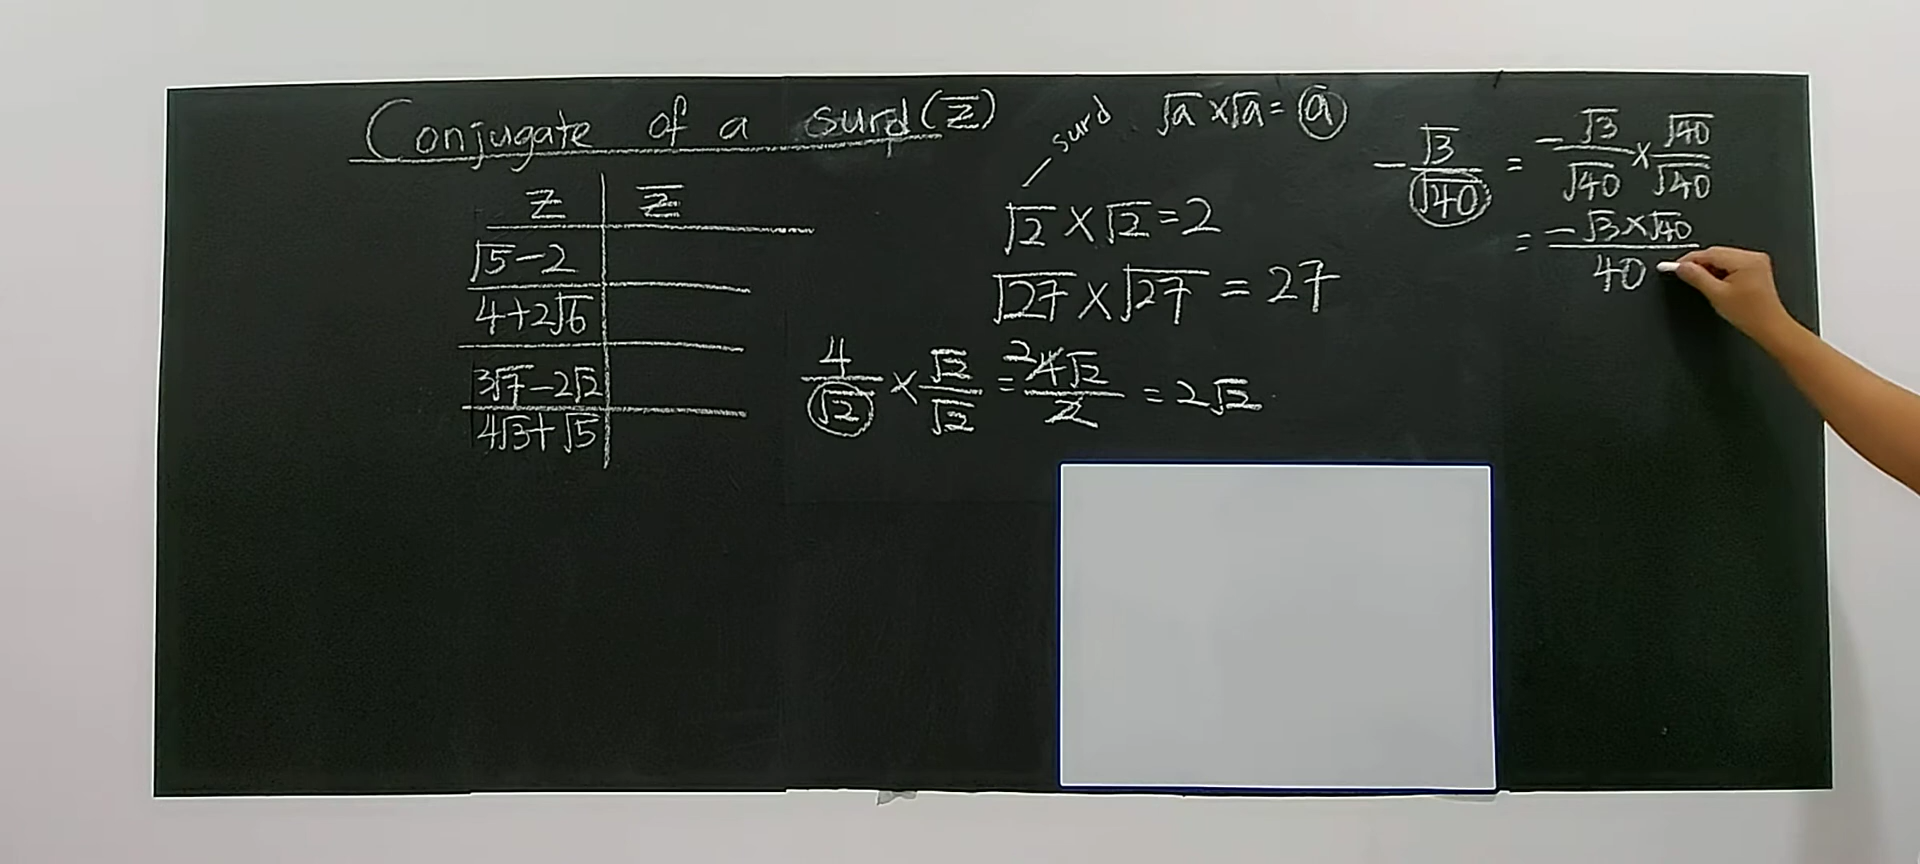 Conjugate of a surd (z̅)
z z̅
√5-2
4+2√6
3√7-2√2
4√3+√5
surd √a×√a=a
√2×√2=2
√27×√27=27
4/√2 × √2/√2 = 2 4√2/2 = 2√2
-√3/√40 = -√3/√40 × √40/√40
= -√3×√40/40